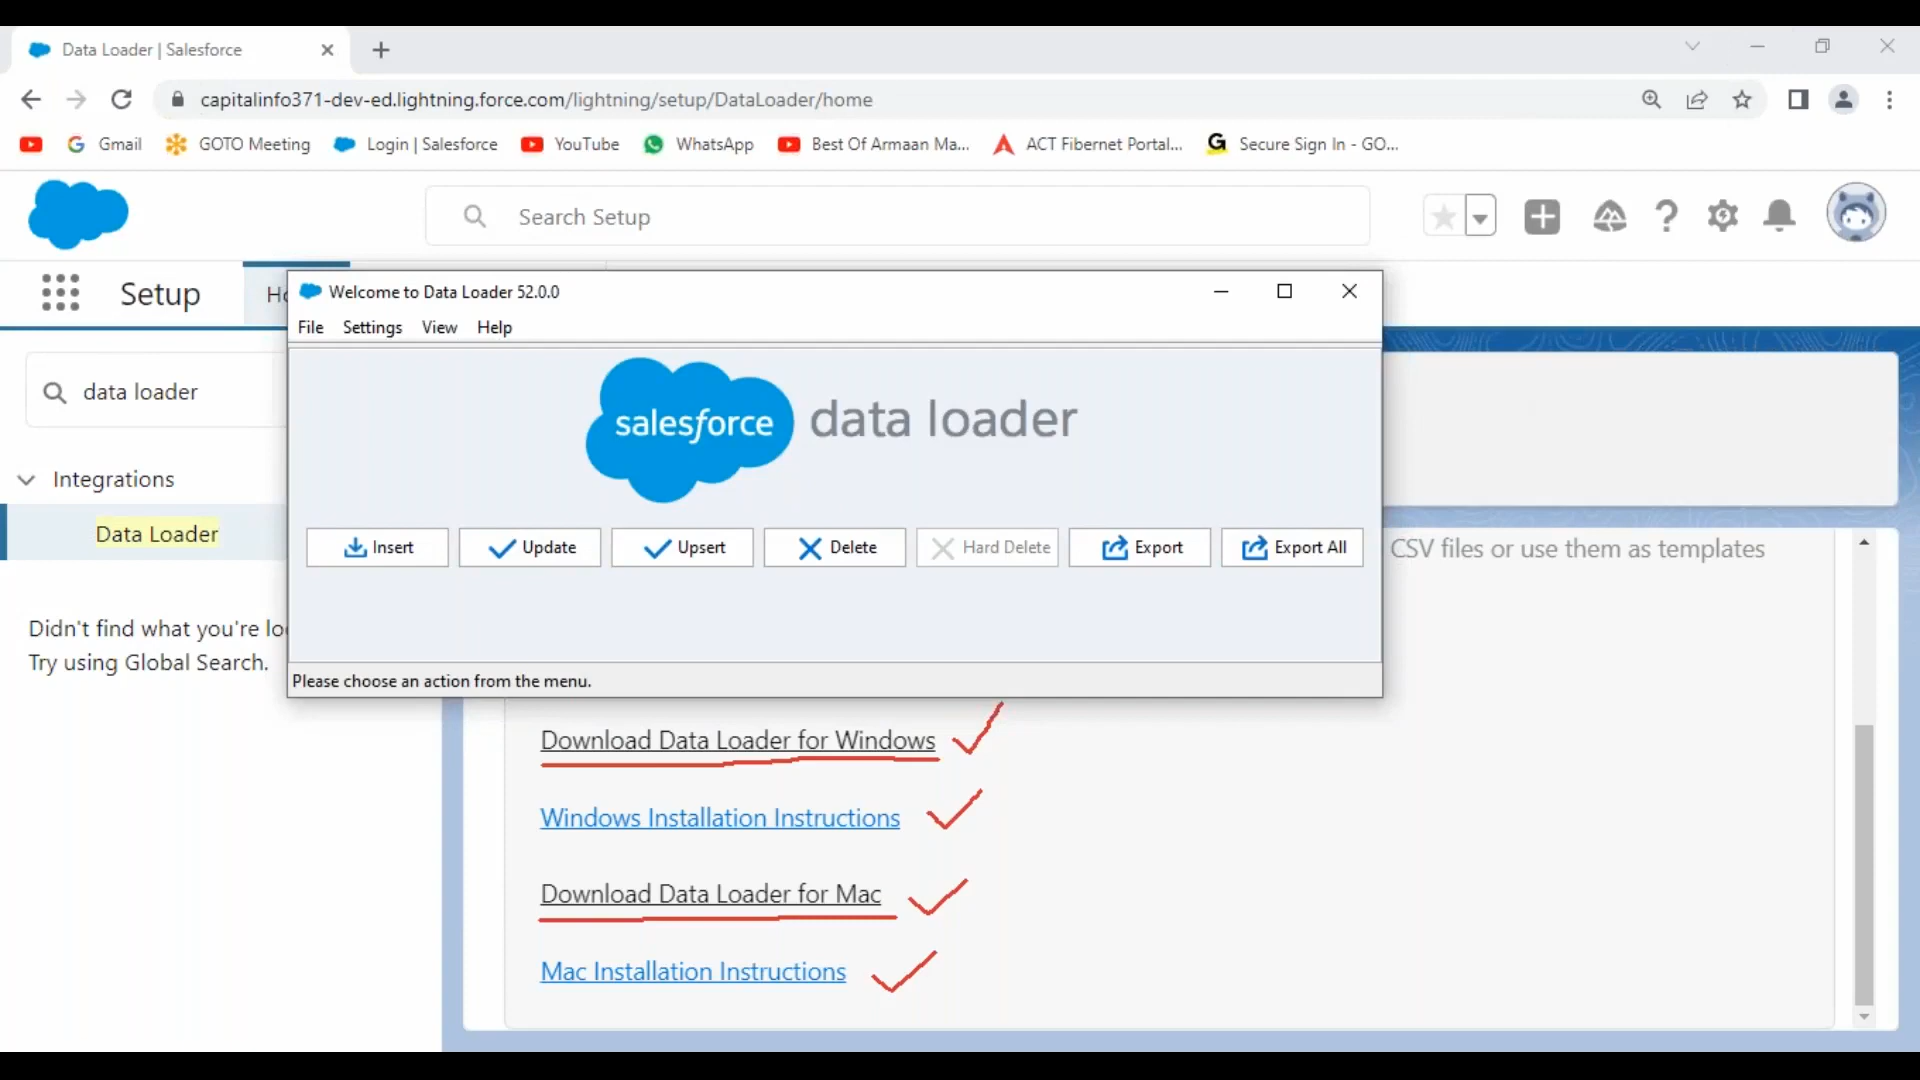 Data Loader | Salesforce
capitalinfo371-dev-ed.lightning.force.com/lightning/setup/DataLoader/home
Gmail GOTO Meeting Login | Salesforce YouTube WhatsApp Best Of Armaan Ma... ACT Fibernet Portal... Secure Sign In - GO...
Search Setup
Setup Ho
Welcome to Data Loader 52.0.0
File Settings View Help
salesforce data loader
data loader
Integrations
Data Loader
Insert Update Upsert Delete Hard Delete Export Export All
CSV files or use them as templates
Didn't find what you're loo
Try using Global Search.
Please choose an action from the menu.
Download Data Loader for Windows
Windows Installation Instructions
Download Data Loader for Mac
Mac Installation Instructions